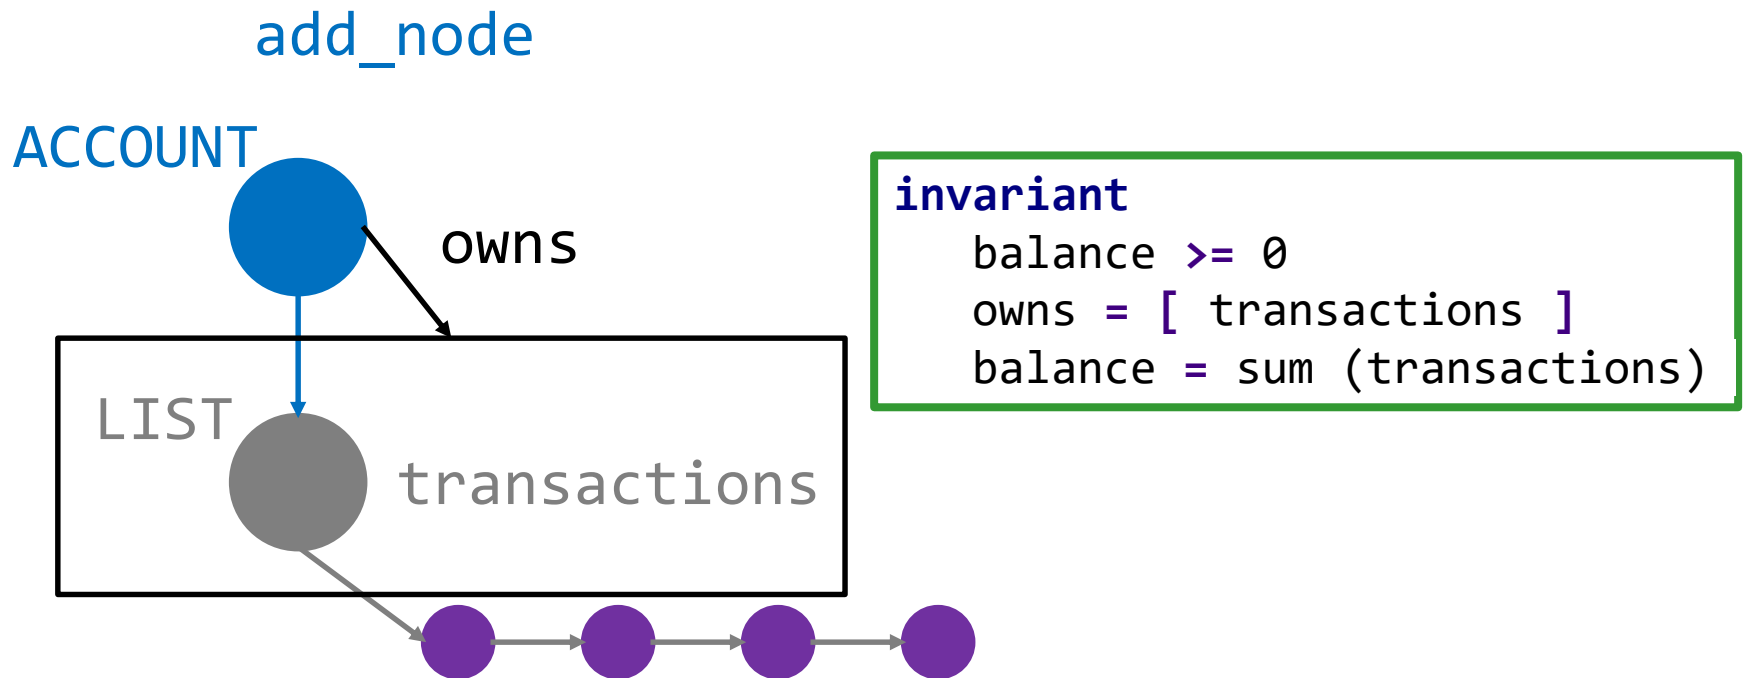 add_node
ACCOUNT
owns
LIST
transactions
invariant
balance >= 0
owns = [ transactions ]
balance = sum (transactions)